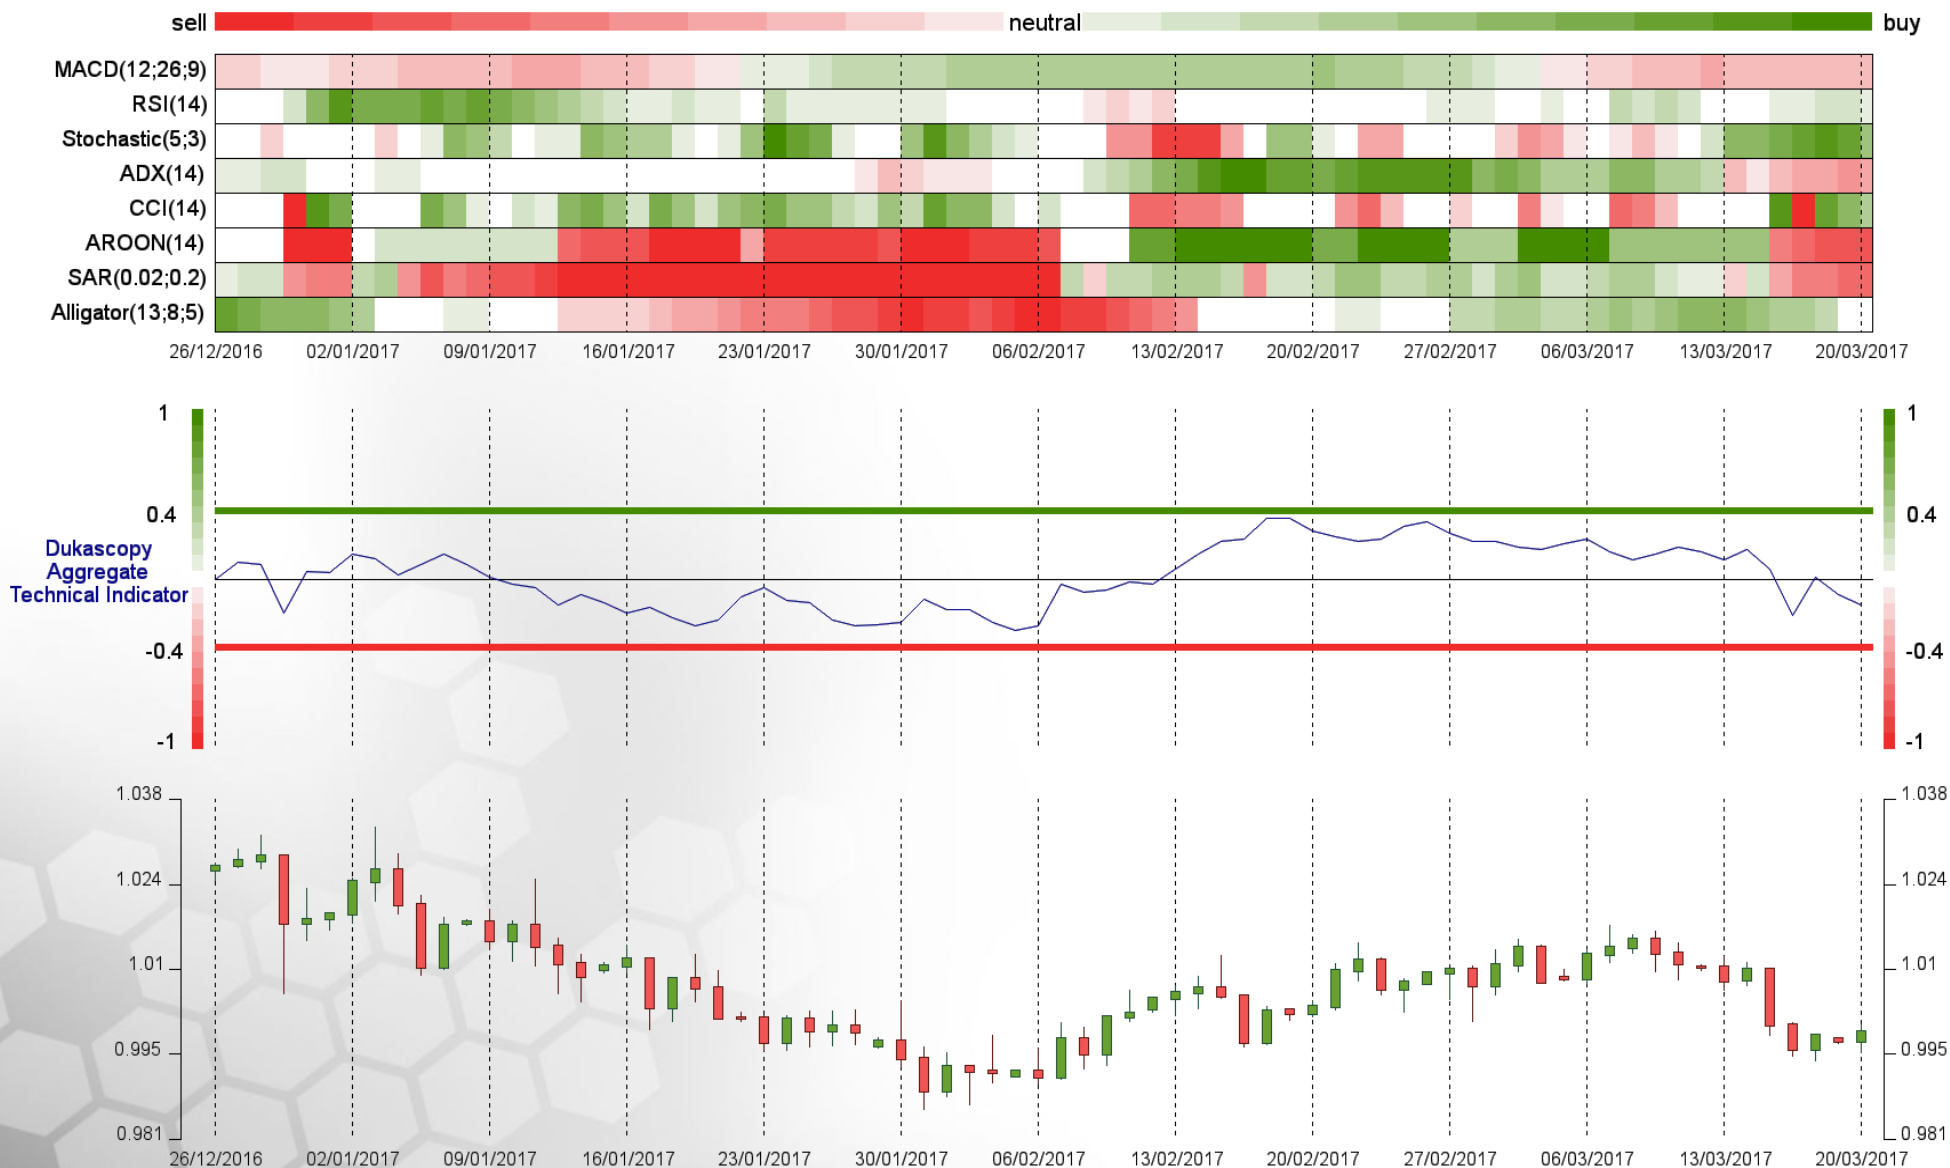 sell neutral buy
MACD(12;26;9)
RSI(14)
Stochastic(5;3)
ADX(14)
CCI(14)
AROON(14)
SAR(0.02;0.2)
Alligator(13;8;5)
26/12/2016 02/01/2017 09/01/2017 16/01/2017 23/01/2017 30/01/2017 06/02/2017 13/02/2017 20/02/2017 27/02/2017 06/03/2017 13/03/2017 20/03/2017
1 1
0.4 0.4
Dukascopy
Aggregate
Technical Indicator
-0.4 -0.4
-1 -1
1.038 1.038
1.024 1.024
1.01 1.01
0.995 0.995
0.981 0.981
26/12/2016 02/01/2017 09/01/2017 16/01/2017 23/01/2017 30/01/2017 06/02/2017 13/02/2017 20/02/2017 27/02/2017 06/03/2017 13/03/2017 20/03/2017